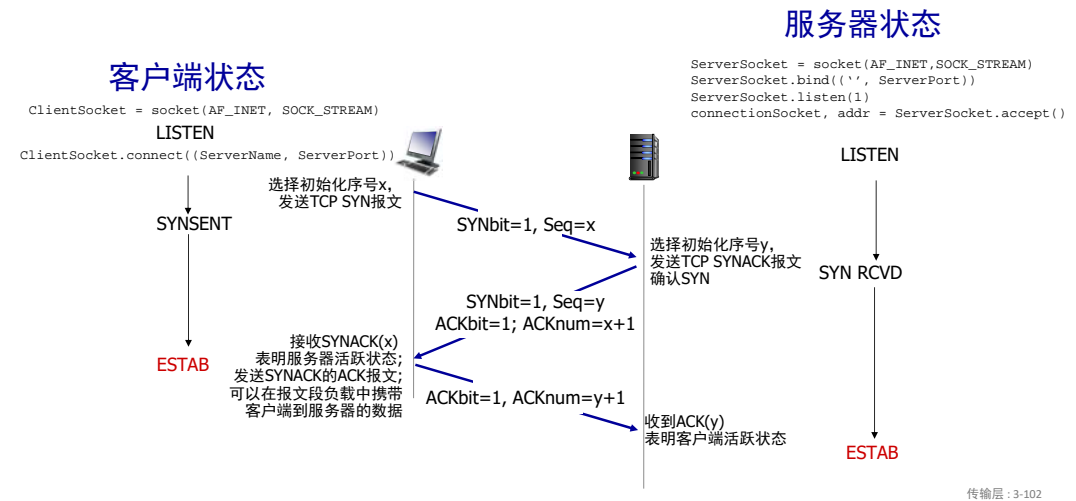 服务器状态
ServerSocket = socket(AF_INET,SOCK_STREAM)
ServerSocket.bind((‘’, ServerPort))
ServerSocket.listen(1)
connectionSocket, addr = ServerSocket.accept()
客户端状态
ClientSocket = socket(AF_INET, SOCK_STREAM)
LISTEN
ClientSocket.connect((ServerName, ServerPort))
LISTEN
选择初始化序号x,
发送TCP SYN报文
SYNSENT
SYNbit=1, Seq=x
选择初始化序号y,
发送TCP SYNACK报文
确认SYN
SYN RCVD
SYNbit=1, Seq=y
ACKbit=1; ACKnum=x+1
接收SYNACK(x)
表明服务器活跃状态;
发送SYNACK的ACK报文;
可以在报文段负载中携带
客户端到服务器的数据
ESTAB
ACKbit=1, ACKnum=y+1
收到ACK(y)
表明客户端活跃状态
ESTAB
传输层 : 3-102